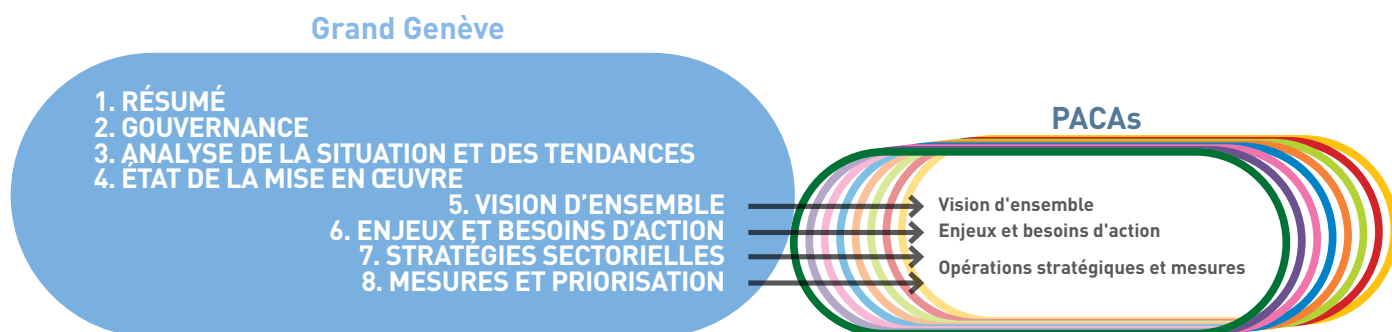 Grand Genève
1. RÉSUMÉ
2. GOUVERNANCE
3. ANALYSE DE LA SITUATION ET DES TENDANCES
4. ÉTAT DE LA MISE EN ŒUVRE
5. VISION D'ENSEMBLE
6. ENJEUX ET BESOINS D'ACTION
7. STRATÉGIES SECTORIELLES
8. MESURES ET PRIORISATION
PACAs
Vision d'ensemble
Enjeux et besoins d'action
Opérations stratégiques et mesures